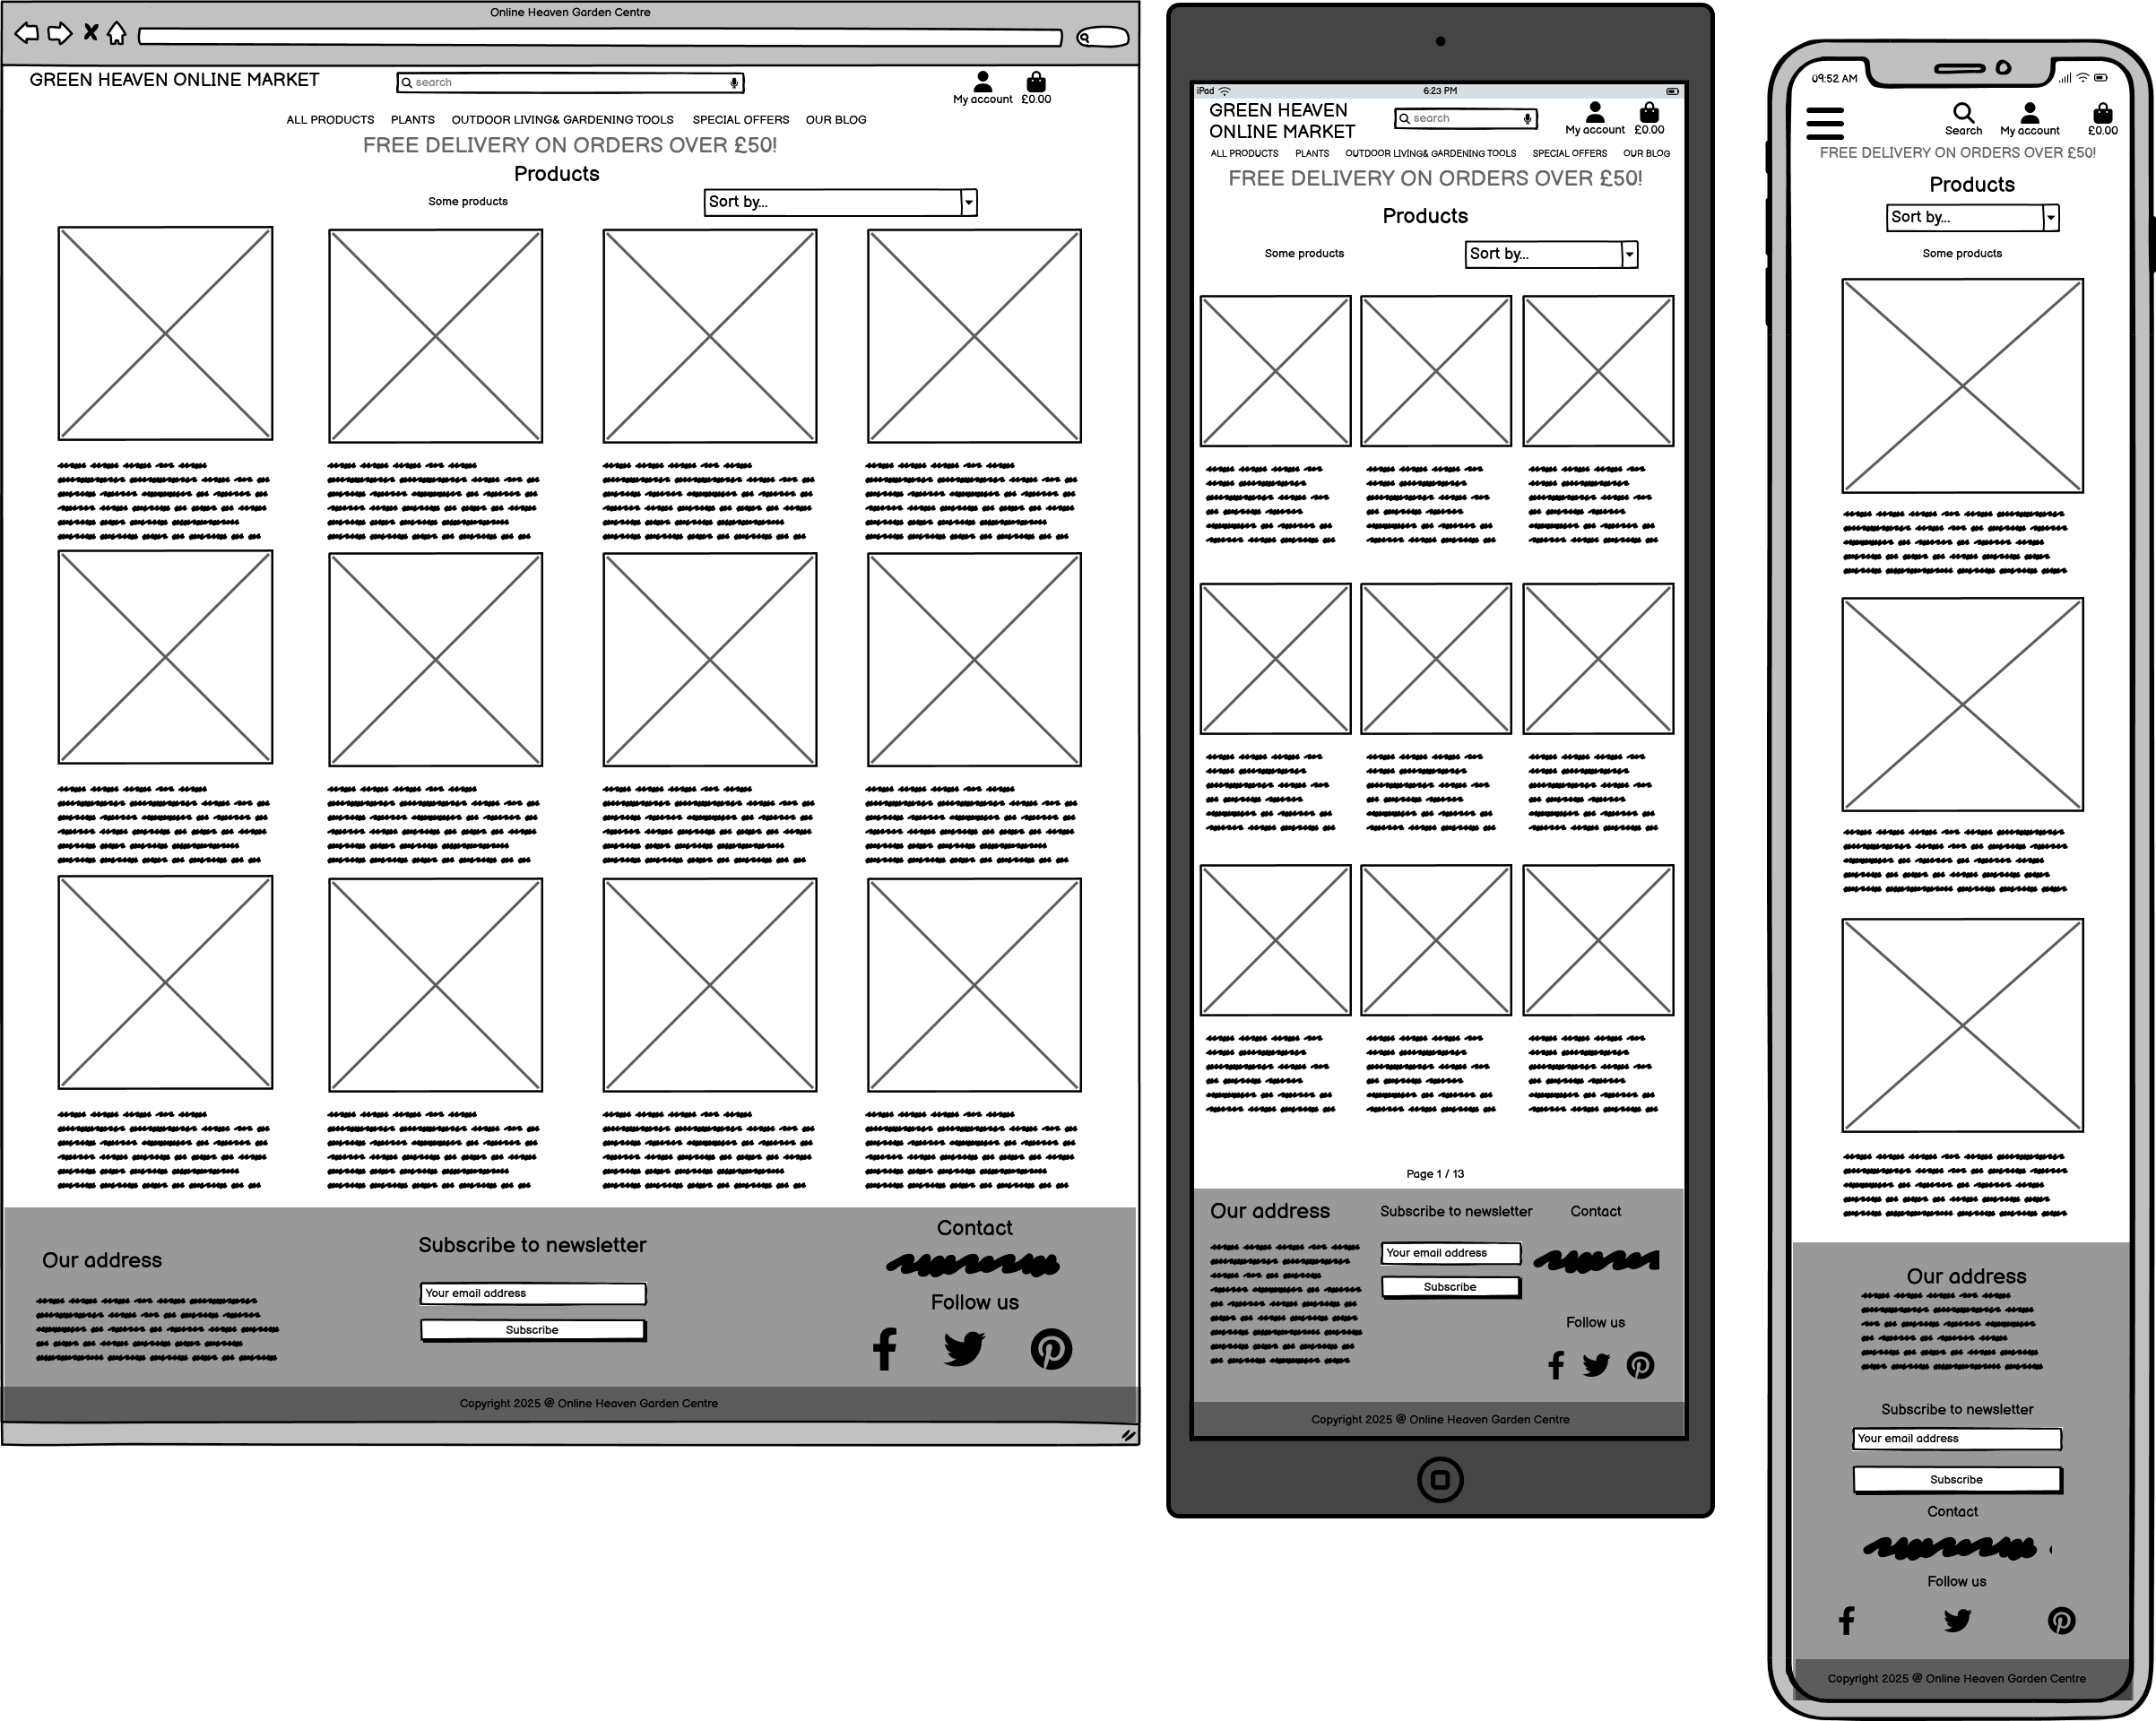 Online Heaven Garden Centre
GREEN HEAVEN ONLINE MARKET
search
My account £0.00
ALL PRODUCTS PLANTS OUTDOOR LIVING& GARDENING TOOLS SPECIAL OFFERS OUR BLOG
FREE DELIVERY ON ORDERS OVER £50!
Products
Some products
Sort by...
Our address
Subscribe to newsletter
Your email address
Subscribe
Contact
Follow us
Copyright 2025 @ Online Heaven Garden Centre
iPad 6:23 PM
GREEN HEAVEN
ONLINE MARKET
search
My account £0.00
ALL PRODUCTS PLANTS OUTDOOR LIVING& GARDENING TOOLS SPECIAL OFFERS OUR BLOG
FREE DELIVERY ON ORDERS OVER £50!
Products
Some products
Sort by...
Page 1 / 13
Our address
Subscribe to newsletter
Your email address
Subscribe
Contact
Follow us
Copyright 2025 @ Online Heaven Garden Centre
09:52 AM
Search My account £0.00
FREE DELIVERY ON ORDERS OVER £50!
Products
Sort by...
Some products
Our address
Subscribe to newsletter
Your email address
Subscribe
Contact
Follow us
Copyright 2025 @ Online Heaven Garden Centre